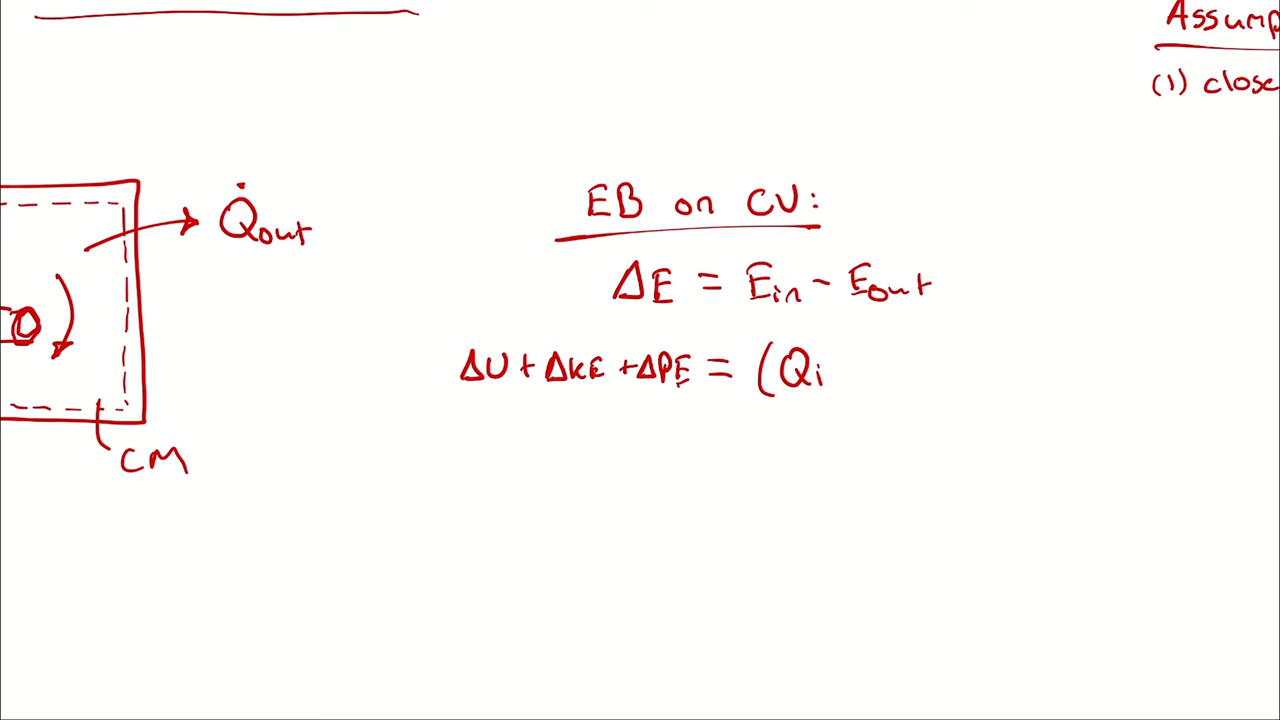 Assump
(1) close
Q̇out
CM
EB on CV:
ΔE = Ein - Eout
ΔU + ΔKE + ΔPE = (Qi